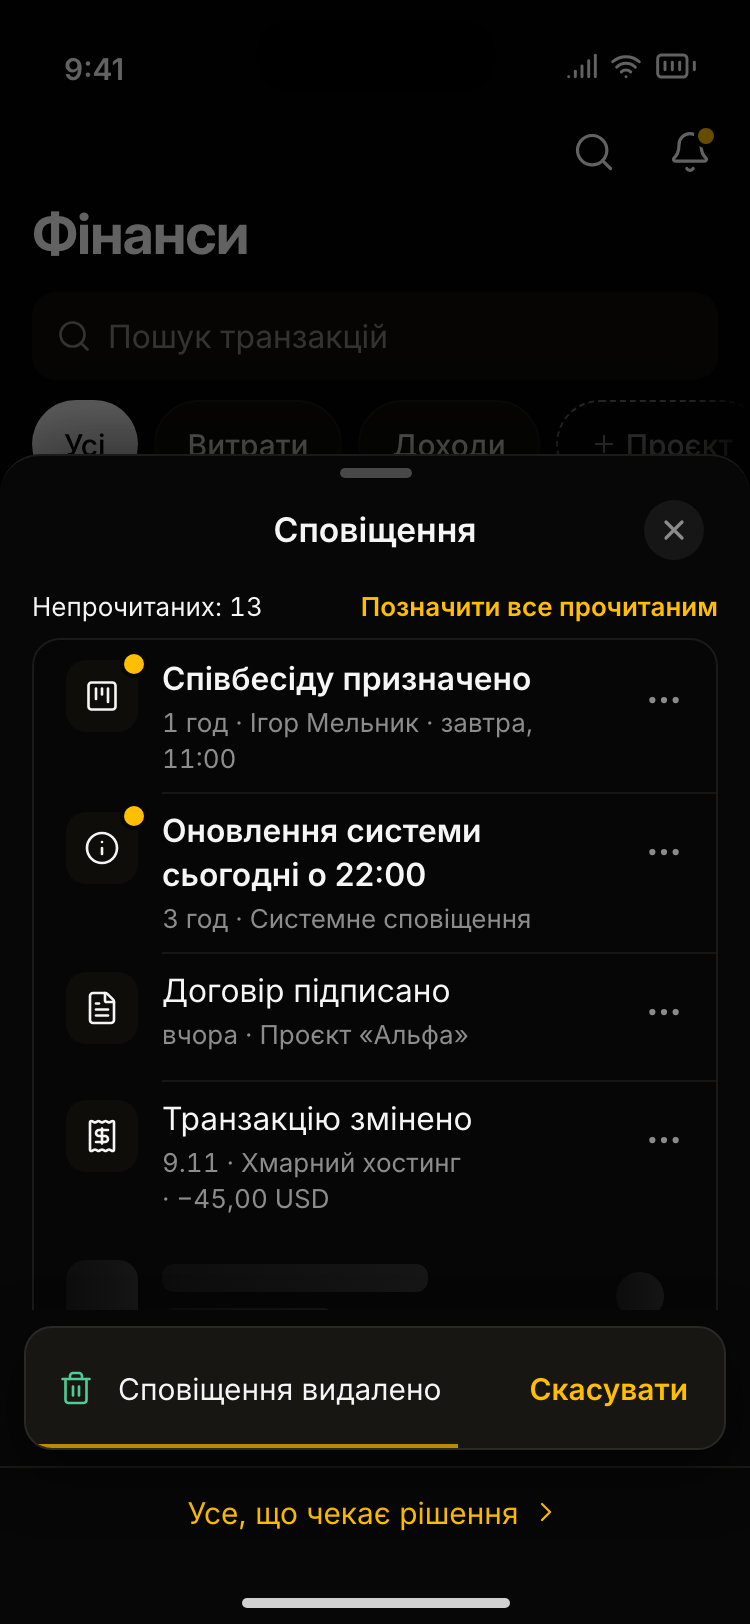 9:41
Фінанси
Пошук транзакцій
Усі Витрати Доходи + Проєкт
Сповіщення
Непрочитаних: 13 Позначити все прочитаним
Співбесіду призначено
1 год · Ігор Мельник · завтра,
11:00
Оновлення системи
сьогодні о 22:00
3 год · Системне сповіщення
Договір підписано
вчора · Проєкт «Альфа»
Транзакцію змінено
9.11 · Хмарний хостинг
· −45,00 USD
Сповіщення видалено Скасувати
Усе, що чекає рішення